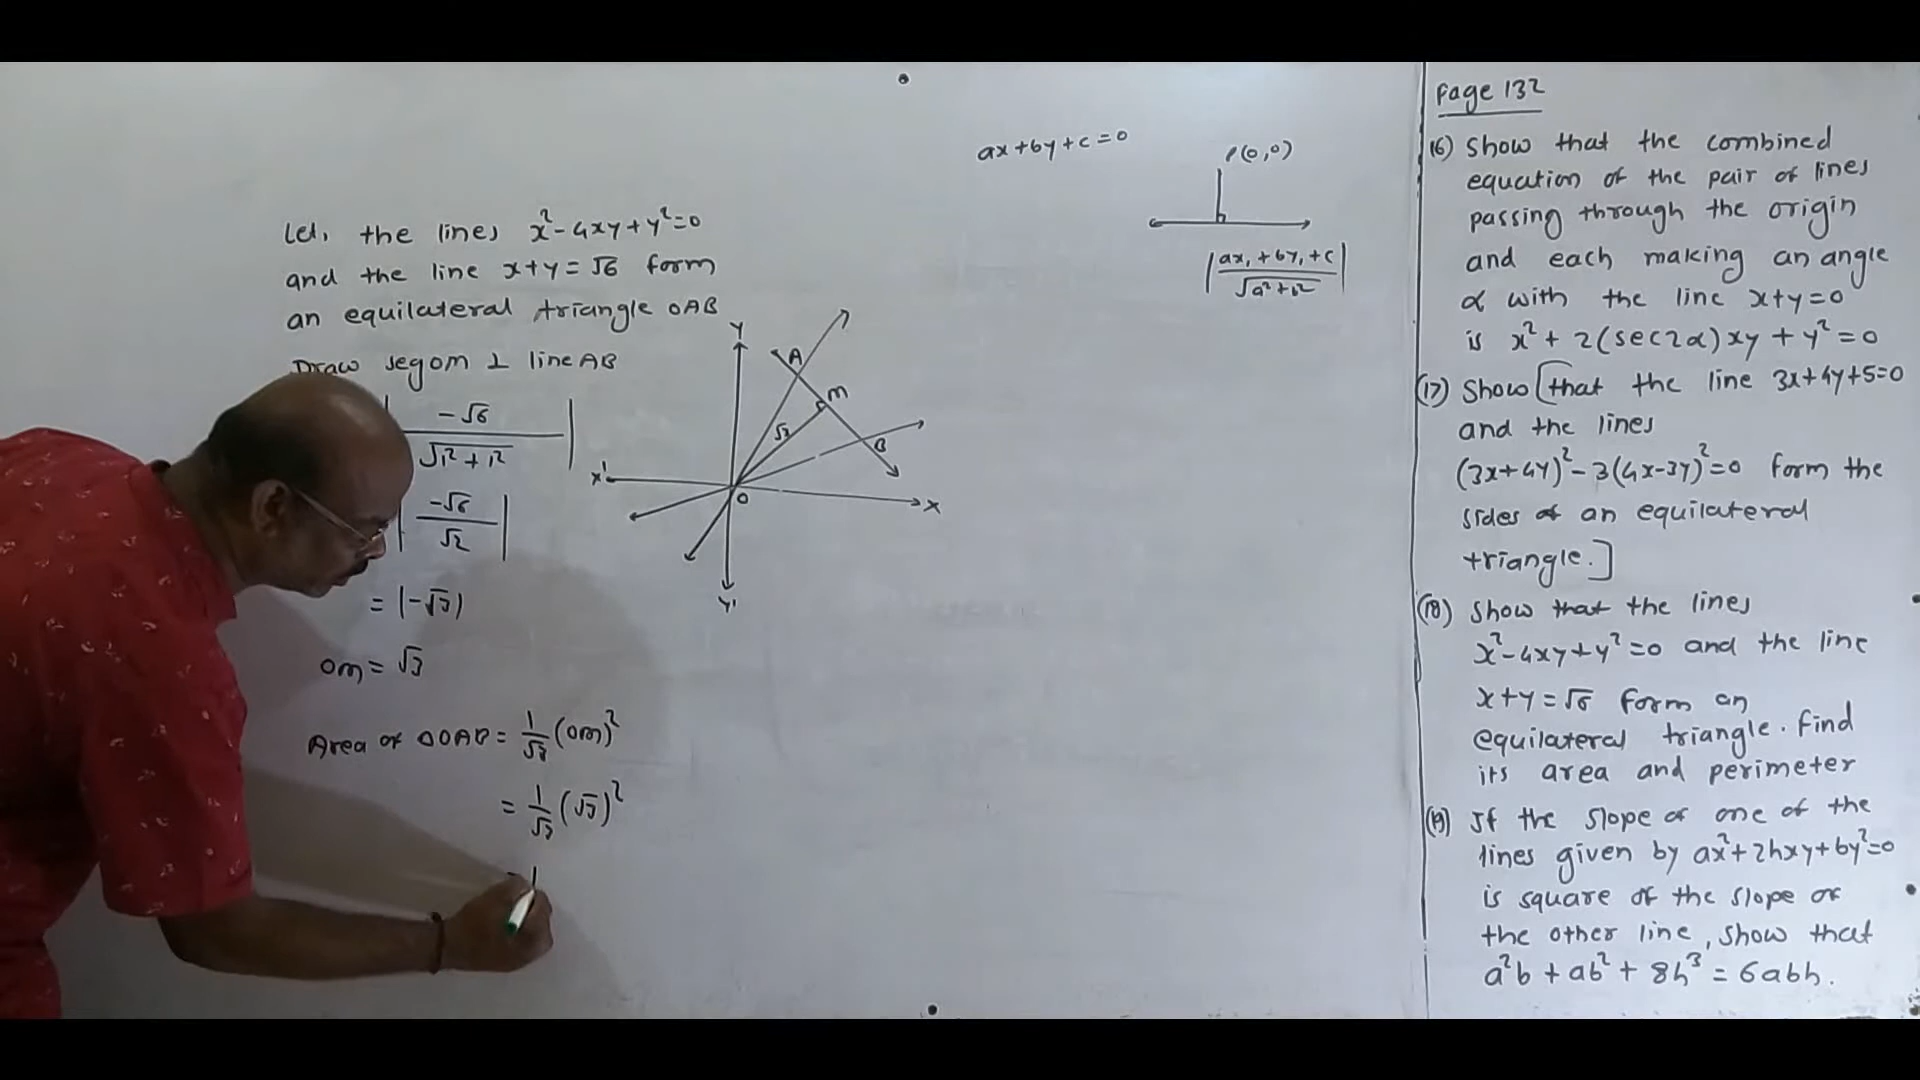 Let, the lines x²-4xy+y²=0
and the line x+y=√6 form
an equilateral triangle OAB
Draw seg om ⊥ line AB
| -√6 / √1²+1² |
| -√6 / √2 |
= |-√3|
om = √3
Area of △OAB = 1/√3 (om)²
= 1/√3 (√3)²
= 1
Y
A
m
√3
B
X'
O
X
Y'
ax+by+c=0
P(0,0)
| ax₁+by₁+c / √a²+b² |
Page 132
16) Show that the combined
equation of the pair of lines
passing through the origin
and each making an angle
α with the line x+y=0
is x²+2(sec2α)xy+y²=0
(17) Show [that the line 3x+4y+5=0
and the lines
(3x+4y)²-3(4x-3y)²=0 form the
sides of an equilateral
triangle.]
(18) Show that the lines
x²-4xy+y²=0 and the line
x+y=√6 form an
equilateral triangle. Find
its area and perimeter
(19) If the slope of one of the
lines given by ax²+2hxy+by²=0
is square of the slope of
the other line, show that
a²b+ab²+8h³=6abh.